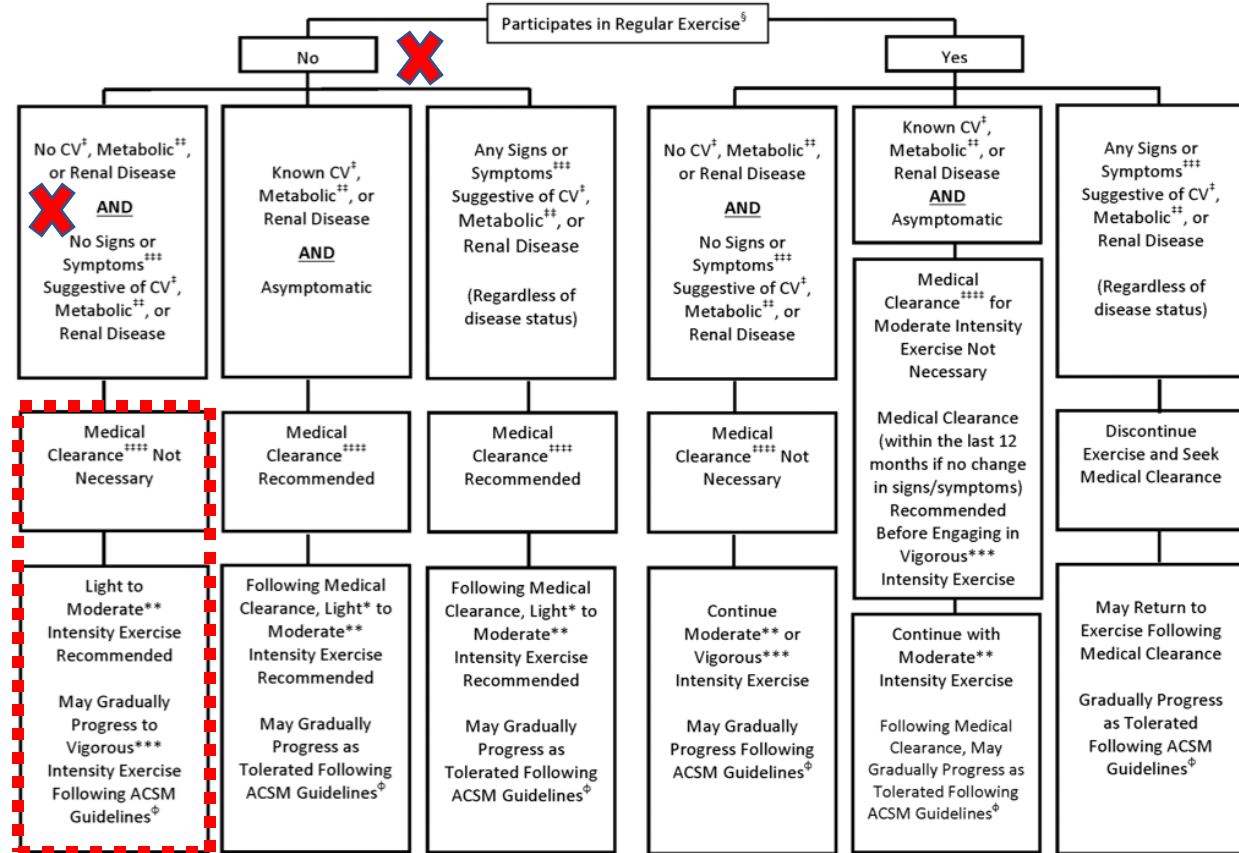 Participates in Regular Exercise§
No
Yes
No CV‡, Metabolic‡‡,
or Renal Disease
AND
No Signs or
Symptoms‡‡‡
Suggestive of CV‡,
Metabolic‡‡, or
Renal Disease
Known CV‡,
Metabolic‡‡, or
Renal Disease
AND
Asymptomatic
Any Signs or
Symptoms‡‡‡
Suggestive of CV‡,
Metabolic‡‡, or
Renal Disease
(Regardless of
disease status)
No CV‡, Metabolic‡‡,
or Renal Disease
AND
No Signs or
Symptoms‡‡‡
Suggestive of CV‡,
Metabolic‡‡, or
Renal Disease
Known CV‡,
Metabolic‡‡, or
Renal Disease
AND
Asymptomatic
Any Signs or
Symptoms‡‡‡
Suggestive of CV‡,
Metabolic‡‡, or
Renal Disease
(Regardless of
disease status)
Medical
Clearance‡‡‡‡ Not
Necessary
Medical
Clearance‡‡‡‡
Recommended
Medical
Clearance‡‡‡‡
Recommended
Medical
Clearance‡‡‡‡ Not
Necessary
Medical
Clearance‡‡‡‡ for
Moderate Intensity
Exercise Not
Necessary
Medical Clearance
(within the last 12
months if no change
in signs/symptoms)
Recommended
Before Engaging in
Vigorous***
Intensity Exercise
Discontinue
Exercise and Seek
Medical Clearance
Light to
Moderate**
Intensity Exercise
Recommended
May Gradually
Progress to
Vigorous***
Intensity Exercise
Following ACSM
Guidelines⏀
Following Medical
Clearance, Light* to
Moderate**
Intensity Exercise
Recommended
May Gradually
Progress as
Tolerated Following
ACSM Guidelines⏀
Following Medical
Clearance, Light* to
Moderate**
Intensity Exercise
Recommended
May Gradually
Progress as
Tolerated Following
ACSM Guidelines⏀
Continue
Moderate** or
Vigorous***
Intensity Exercise
May Gradually
Progress Following
ACSM Guidelines⏀
Continue with
Moderate**
Intensity Exercise
Following Medical
Clearance, May
Gradually Progress as
Tolerated Following
ACSM Guidelines⏀
May Return to
Exercise Following
Medical Clearance
Gradually Progress
as Tolerated
Following ACSM
Guidelines⏀